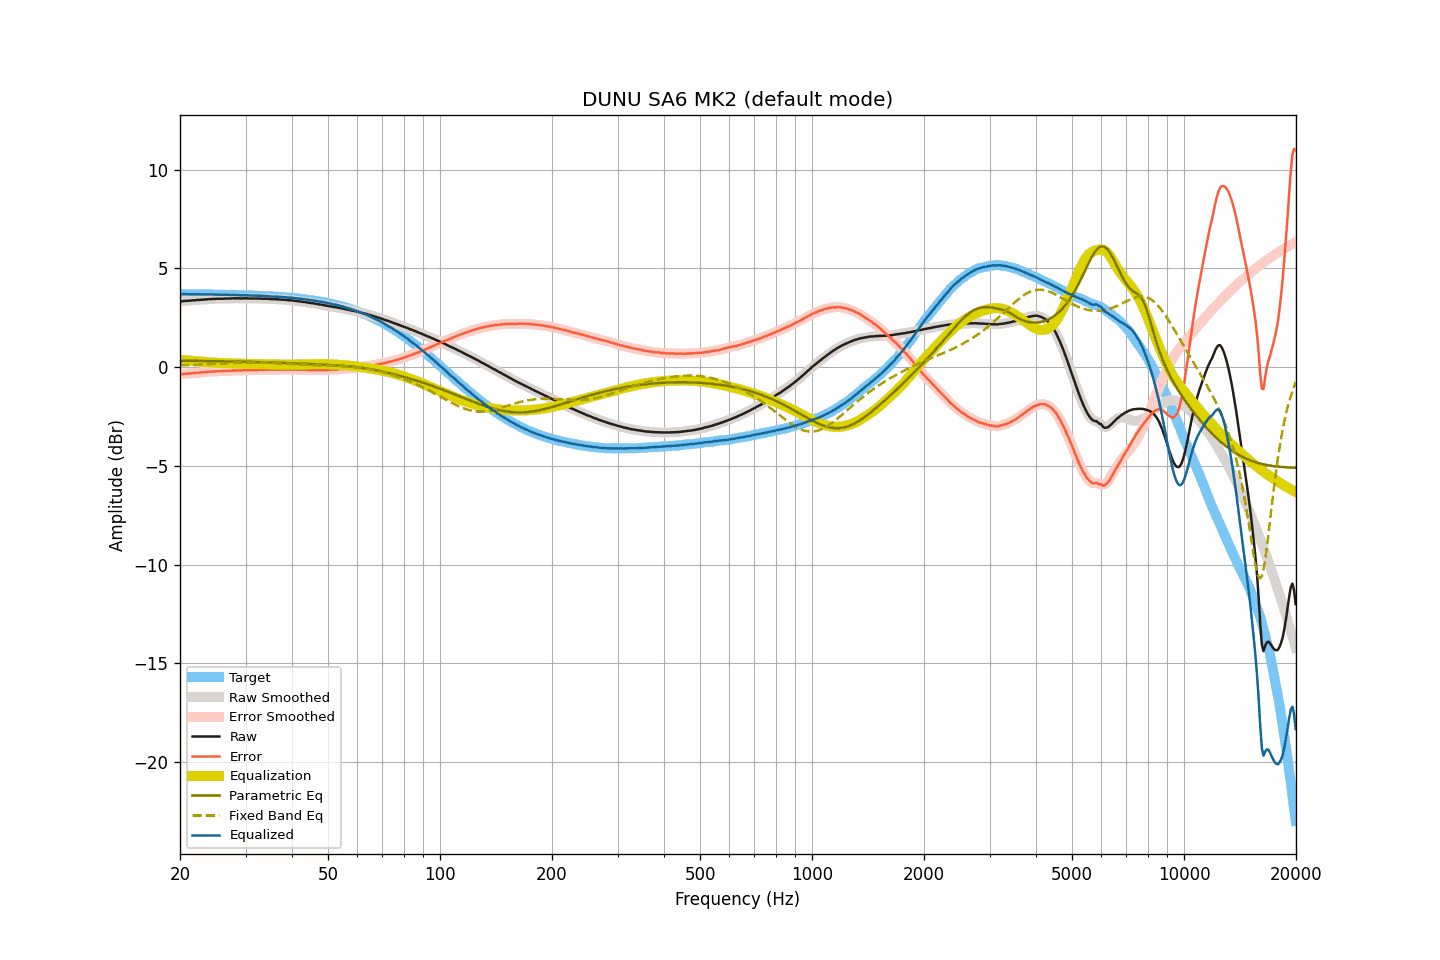 DUNU SA6 MK2 (default mode)
10
5
0
−5
−10
−15
−20
Amplitude (dBr)
Target
Raw Smoothed
Error Smoothed
Raw
Error
Equalization
Parametric Eq
Fixed Band Eq
Equalized
20 50 100 200 500 1000 2000 5000 10000 20000
Frequency (Hz)